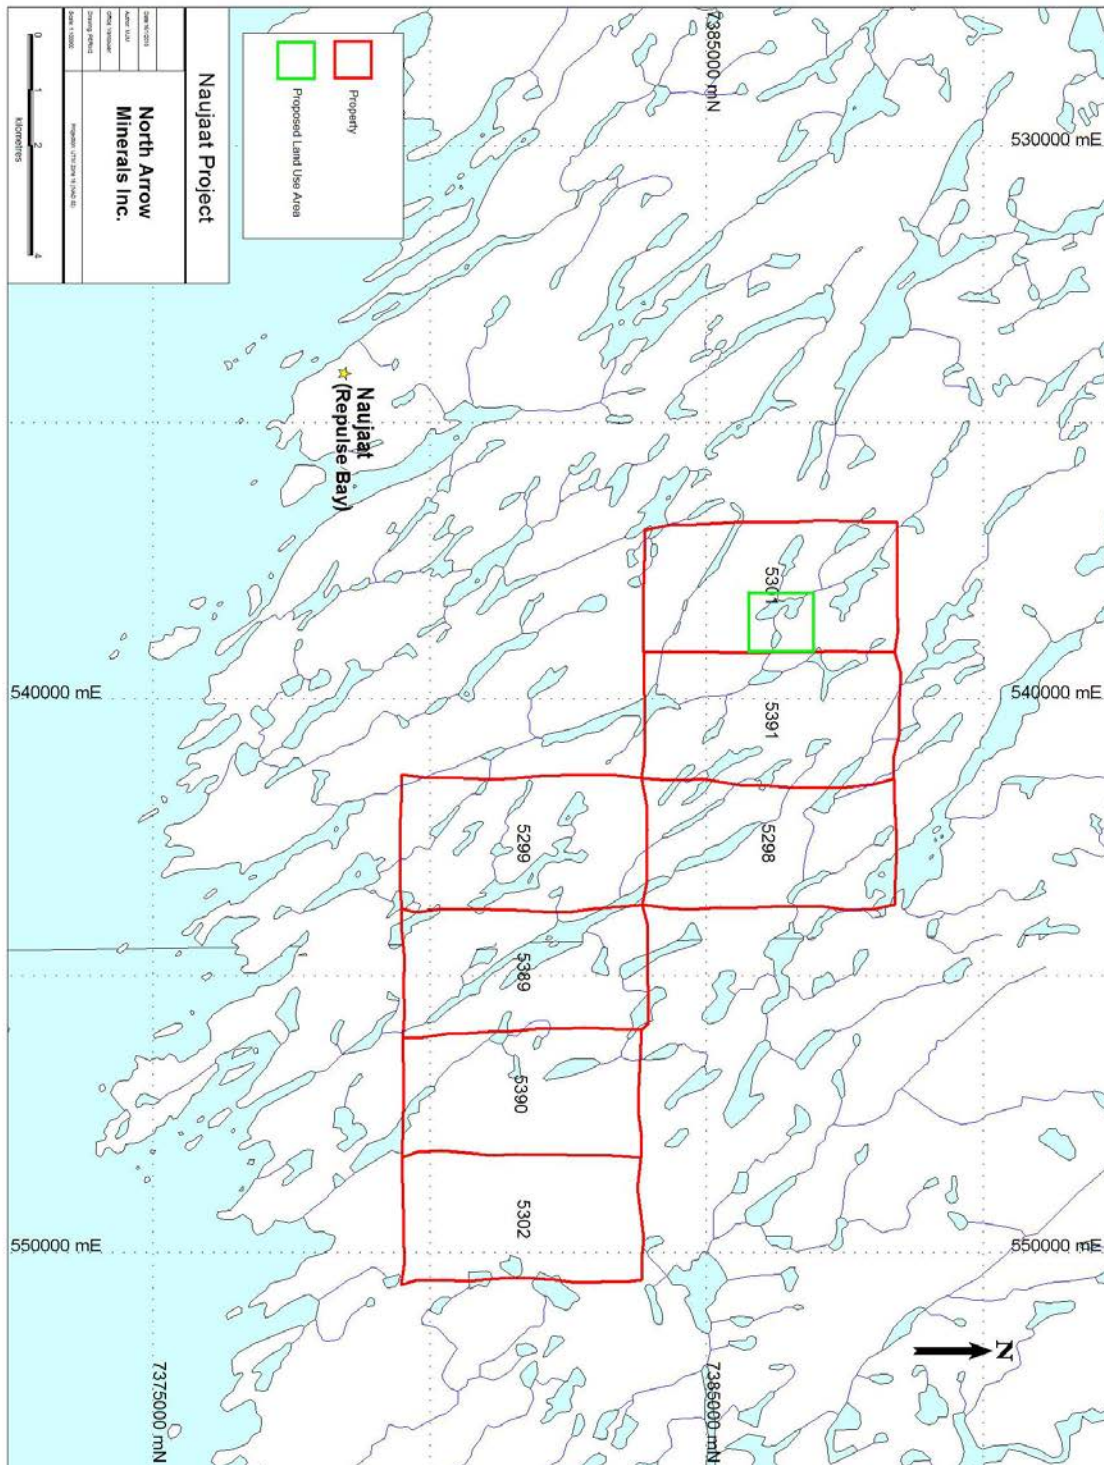 7385000 mN
530000 mE
540000 mE
540000 mE
550000 mE
550000 mE
7375000 mN
7385000 mN
N
Naujaat
(Repulse Bay)
5301
5391
5298
5299
5389
5390
5302
Property
Proposed Land Use Area
Naujaat Project
North Arrow
Minerals Inc.
0 1 2 4
kilometres